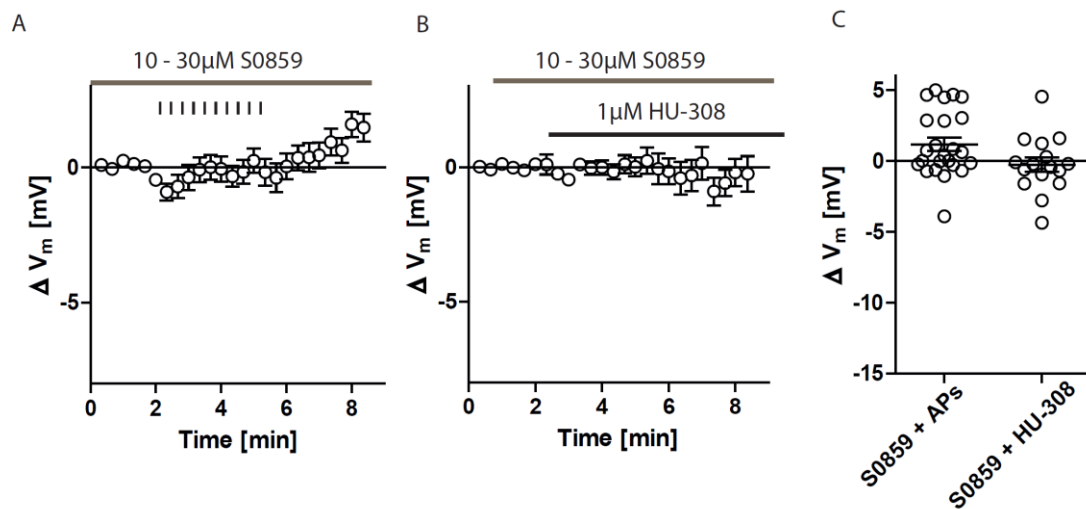 A
10 - 30µM S0859
0
-5
Δ Vm [mV]
0 2 4 6 8
Time [min]
B
10 - 30µM S0859
1µM HU-308
0
-5
Δ Vm [mV]
0 2 4 6 8
Time [min]
C
5
0
-5
-10
-15
Δ Vm [mV]
S0859 + APs
S0859 + HU-308